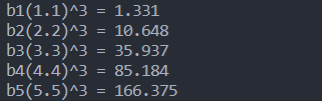 b1(1.1)^3 = 1.331
b2(2.2)^3 = 10.648
b3(3.3)^3 = 35.937
b4(4.4)^3 = 85.184
b5(5.5)^3 = 166.375